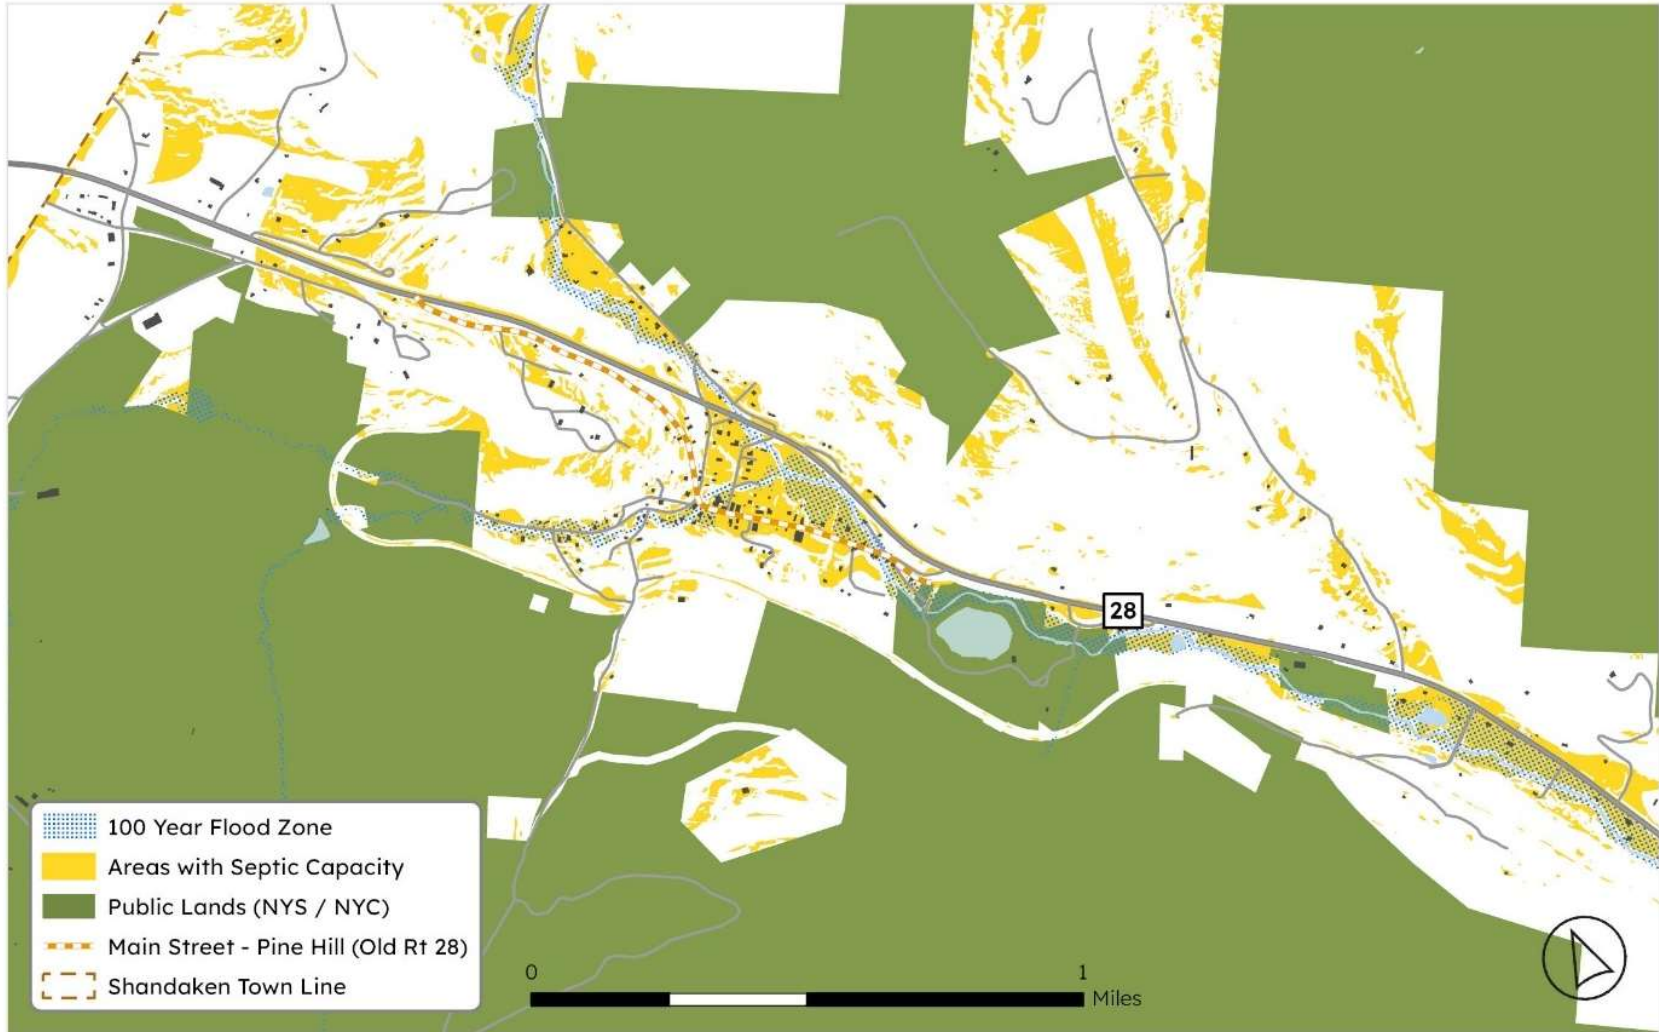 28
100 Year Flood Zone
Areas with Septic Capacity
Public Lands (NYS / NYC)
Main Street - Pine Hill (Old Rt 28)
Shandaken Town Line
0 1
Miles